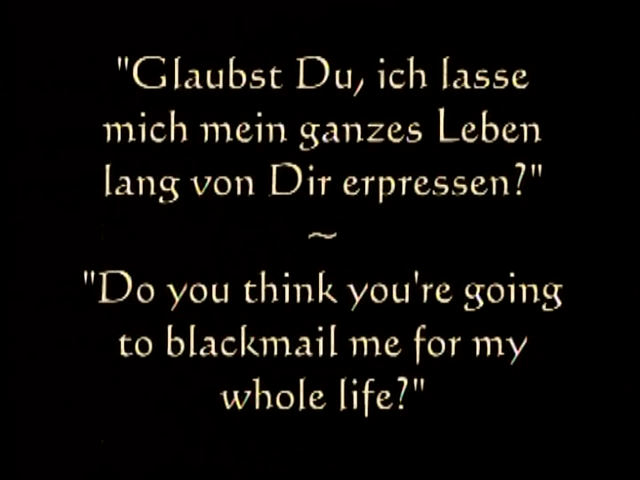 "Glaubst Du, ich lasse
mich mein ganzes Leben
lang von Dir erpressen?"
~
"Do you think you're going
to blackmail me for my
whole life?"